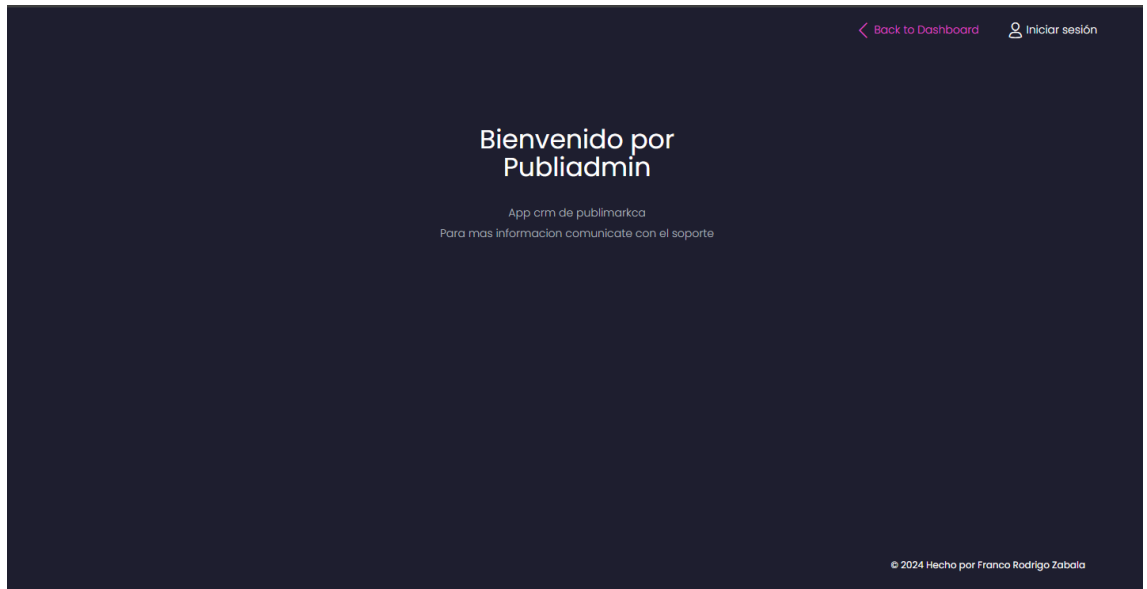 Back to Dashboard
Iniciar sesión
Bienvenido por
Publiadmin
App crm de publimarkca
Para mas informacion comunicate con el soporte
© 2024 Hecho por Franco Rodrigo Zabala